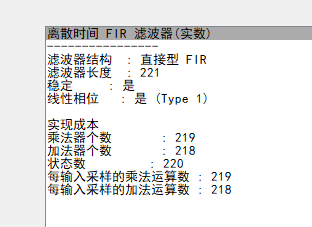 离散时间 FIR 滤波器(实数)
----------------
滤波器结构 : 直接型 FIR
滤波器长度 : 221
稳定 : 是
线性相位 : 是 (Type 1)
实现成本
乘法器个数 : 219
加法器个数 : 218
状态数 : 220
每输入采样的乘法运算数 : 219
每输入采样的加法运算数 : 218